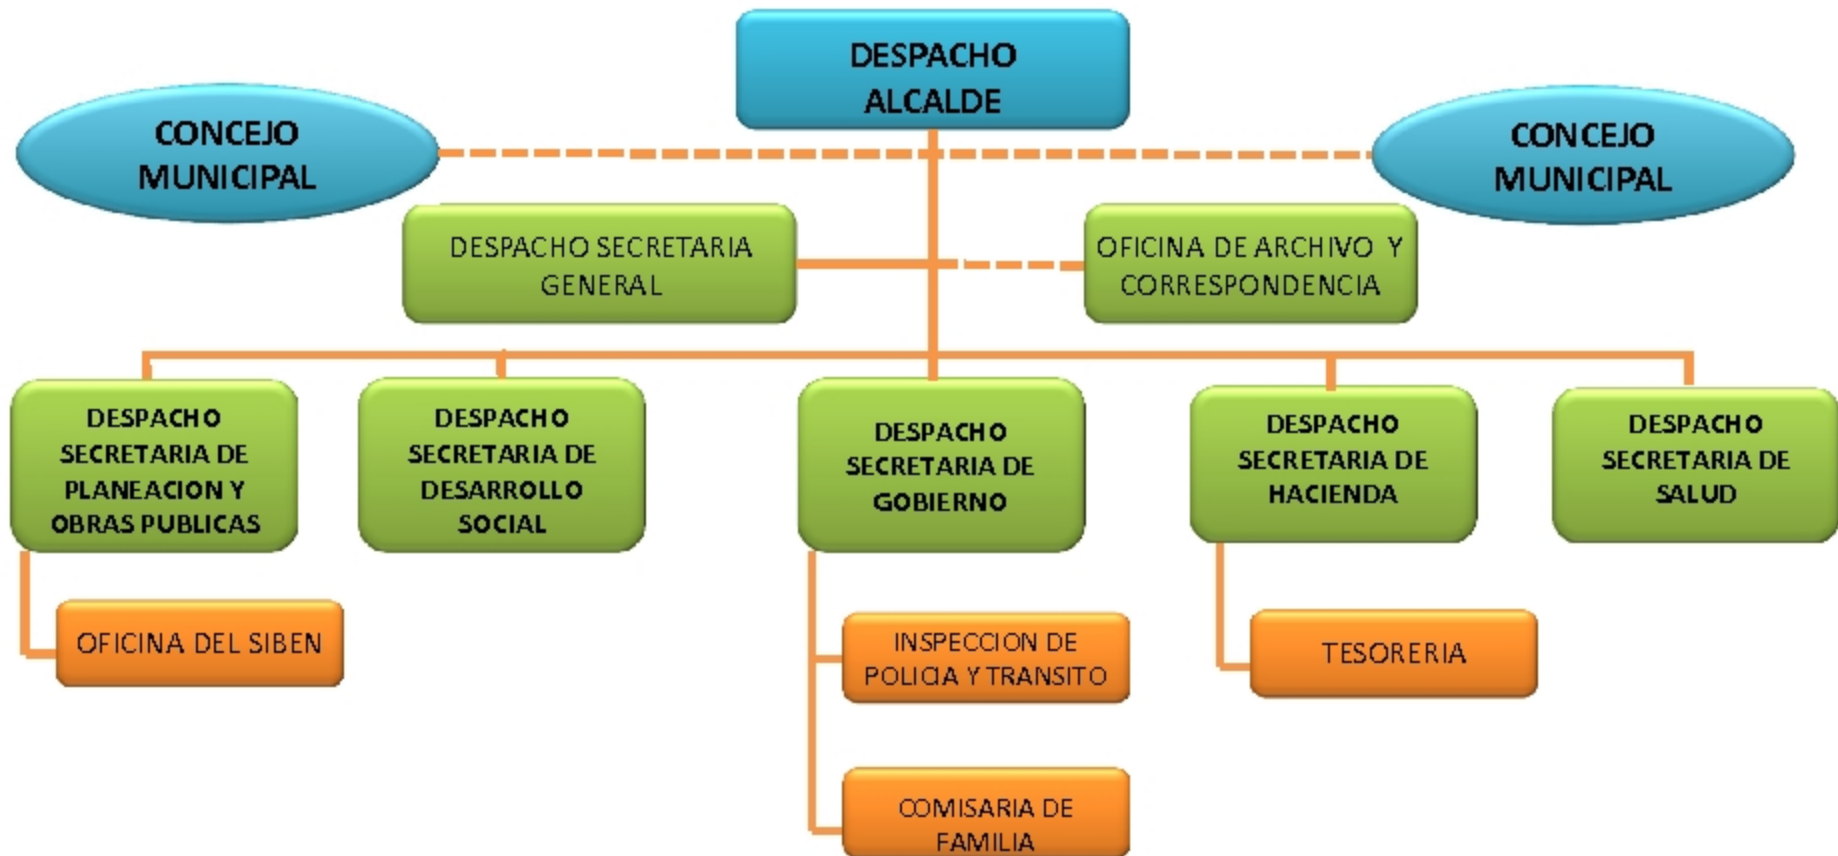 DESPACHO
ALCALDE
CONCEJO
MUNICIPAL
CONCEJO
MUNICIPAL
DESPACHO SECRETARIA
GENERAL
OFICINA DE ARCHIVO Y
CORRESPONDENCIA
DESPACHO
SECRETARIA DE
PLANEACION Y
OBRAS PUBLICAS
DESPACHO
SECRETARIA DE
DESARROLLO
SOCIAL
DESPACHO
SECRETARIA DE
GOBIERNO
DESPACHO
SECRETARIA DE
HACIENDA
DESPACHO
SECRETARIA DE
SALUD
OFICINA DEL SIBEN
INSPECCION DE
POLICIA Y TRANSITO
TESORERIA
COMISARIA DE
FAMILIA